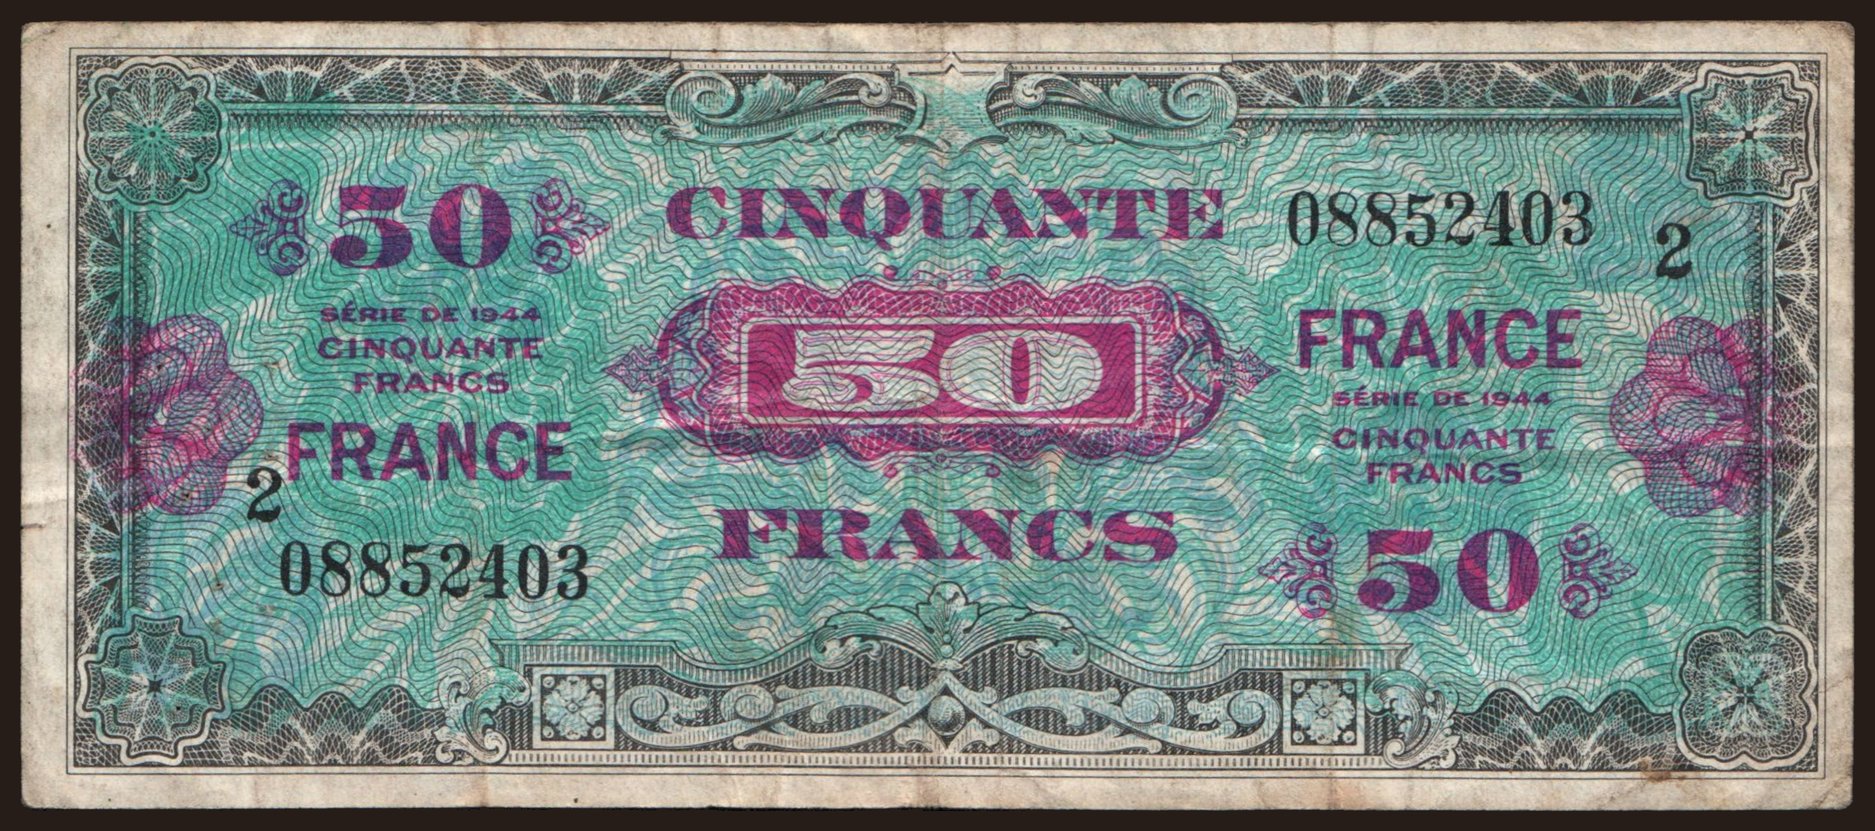 50
SÉRIE DE 1944
CINQUANTE
FRANCS
FRANCE
2
08852403
CINQUANTE
50
FRANCS
08852403
2
FRANCE
SÉRIE DE 1944
CINQUANTE
FRANCS
50